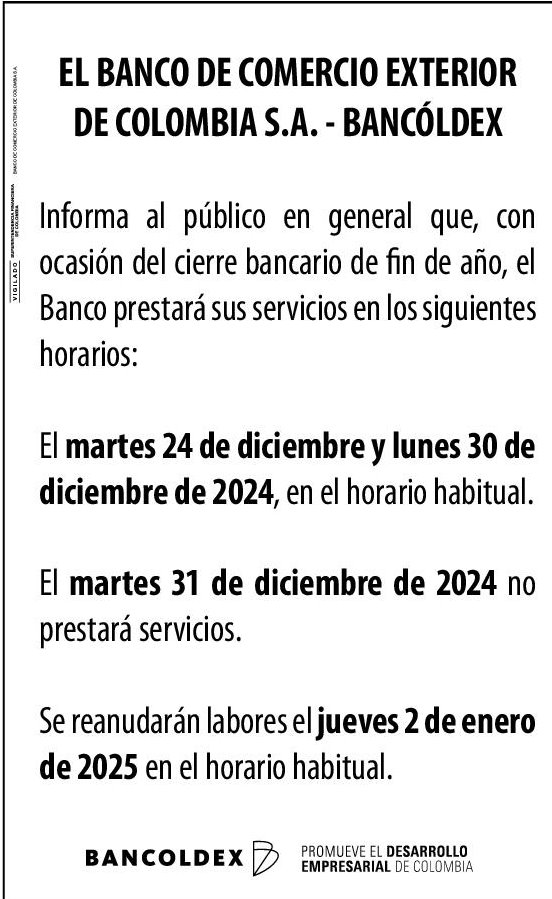 EL BANCO DE COMERCIO EXTERIOR
DE COLOMBIA S.A. - BANCÓLDEX
Informa al público en general que, con
ocasión del cierre bancario de fin de año, el
Banco prestará sus servicios en los siguientes
horarios:
El martes 24 de diciembre y lunes 30 de
diciembre de 2024, en el horario habitual.
El martes 31 de diciembre de 2024 no
prestará servicios.
Se reanudarán labores el jueves 2 de enero
de 2025 en el horario habitual.
BANCOLDEX
PROMUEVE EL DESARROLLO
EMPRESARIAL DE COLOMBIA
VIGILADO
SUPERINTENDENCIA FINANCIERA
DE COLOMBIA
BANCO DE COMERCIO EXTERIOR DE COLOMBIA S.A.